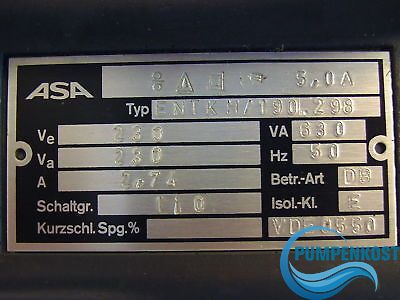 ASA
5,0A
Typ ENTKH/190.298
Ve 230 VA 630
Va 230 Hz 50
A 2,74 Betr.-Art DB
Schaltgr. Isol.-Kl. E
Kurzschl. Spg.% VDE 0550
PUMPENKOST